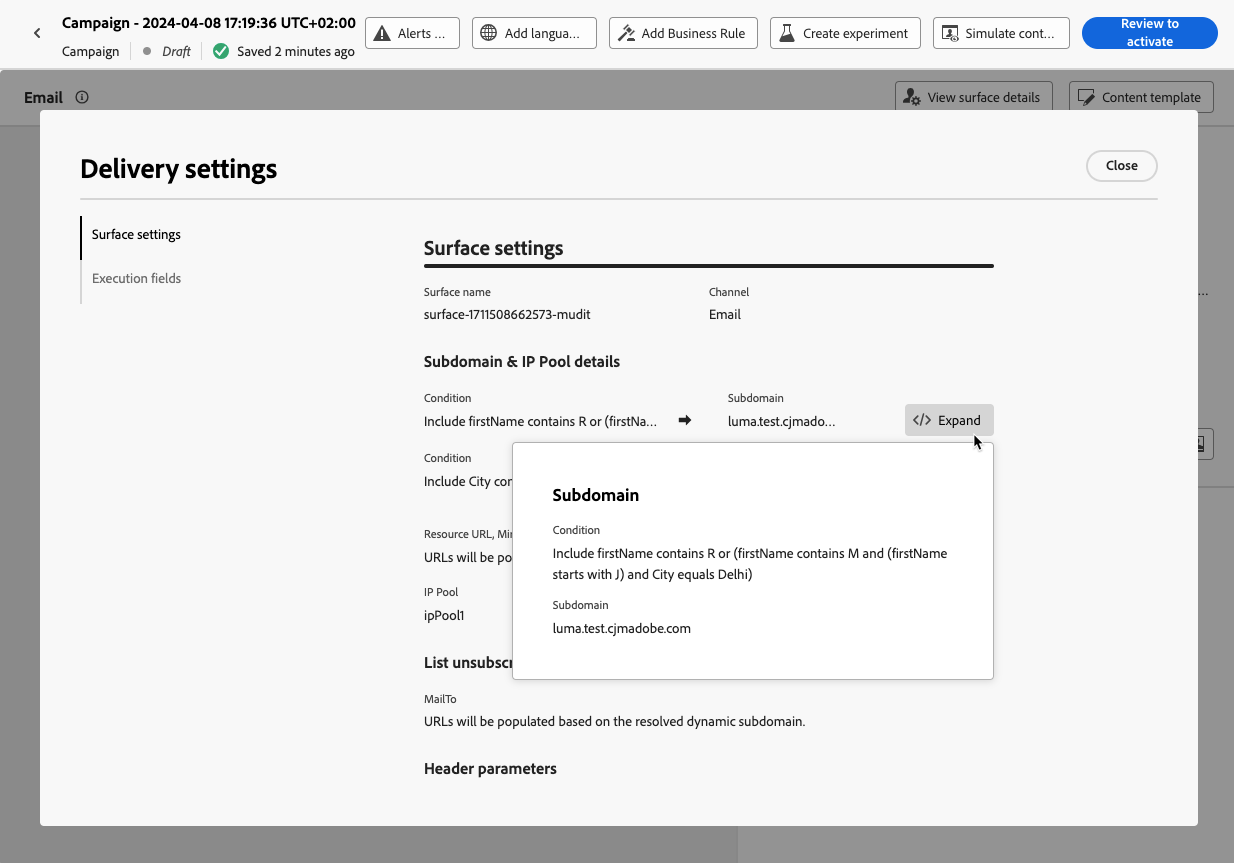 Campaign - 2024-04-08 17:19:36 UTC+02:00
Campaign
Draft
Saved 2 minutes ago
Alerts ...
Add langua...
Add Business Rule
Create experiment
Simulate cont...
Review to
activate
Email
View surface details
Content template
Delivery settings
Close
Surface settings
Execution fields
Surface settings
Surface name
Channel
surface-1711508662573-mudit
Email
Subdomain & IP Pool details
Condition
Subdomain
Include firstName contains R or (firstNa...
luma.test.cjmado...
Expand
Condition
Include City
Resource URL,
URLs will be
IP Pool
ipPool1
Subdomain
Condition
Include firstName contains R or (firstName contains M and (firstName
starts with J) and City equals Delhi)
Subdomain
luma.test.cjmadobe.com
List
MailTo
URLs will be populated based on the resolved dynamic subdomain.
Header parameters